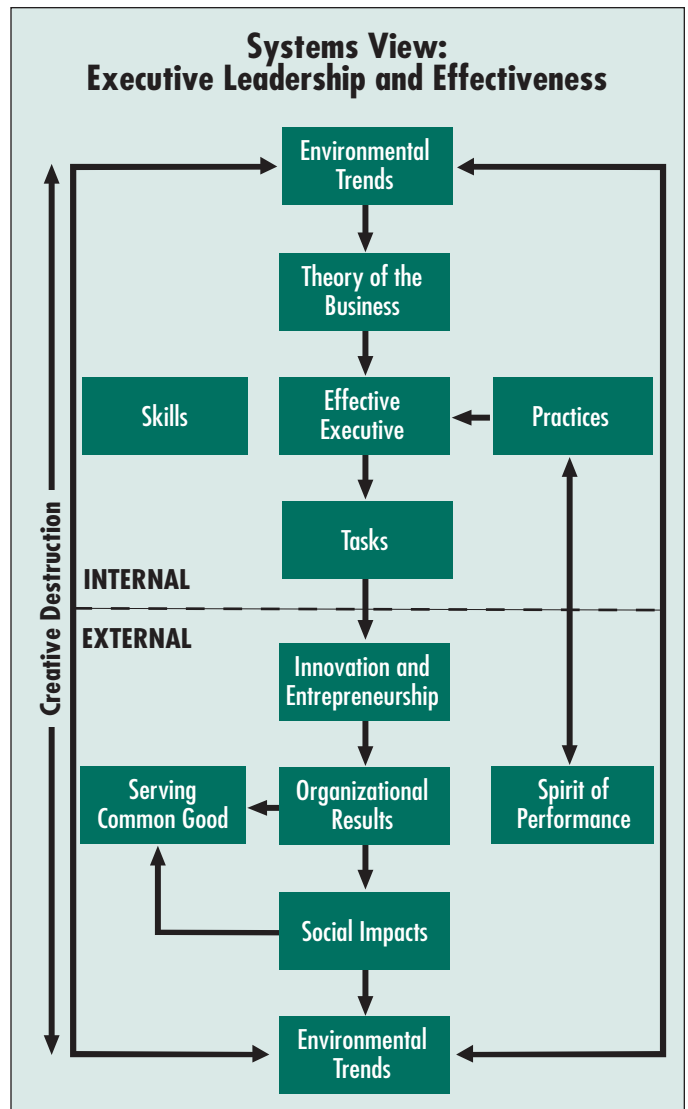 Systems View:
Executive Leadership and Effectiveness
Environmental
Trends
Theory of the
Business
Skills
Effective
Executive
Practices
Tasks
Creative Destruction
INTERNAL
EXTERNAL
Innovation and
Entrepreneurship
Serving
Common Good
Organizational
Results
Spirit of
Performance
Social Impacts
Environmental
Trends